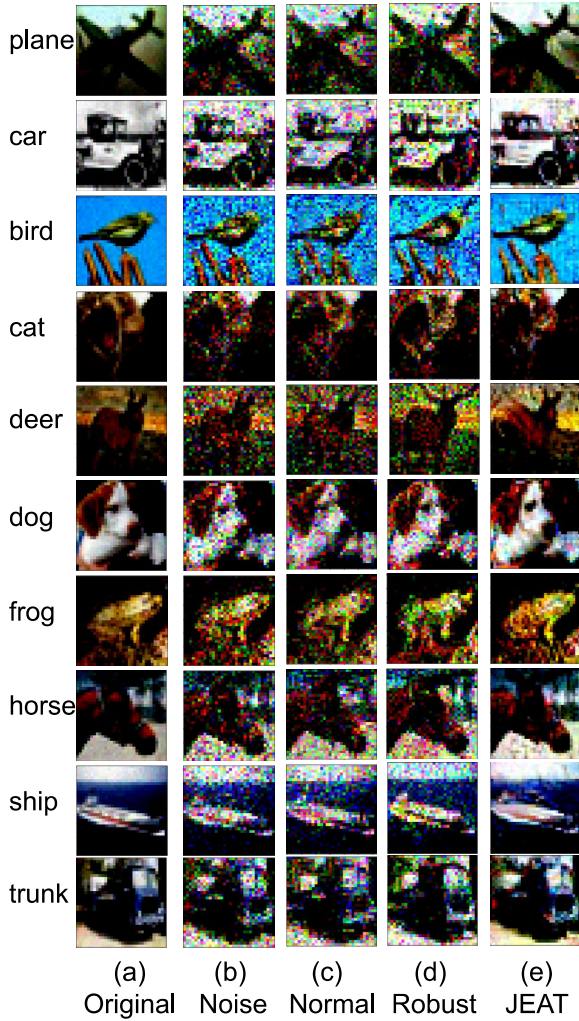 plane
car
bird
cat
deer
dog
frog
horse
ship
trunk
(a) (b) (c) (d) (e)
Original Noise Normal Robust JEAT